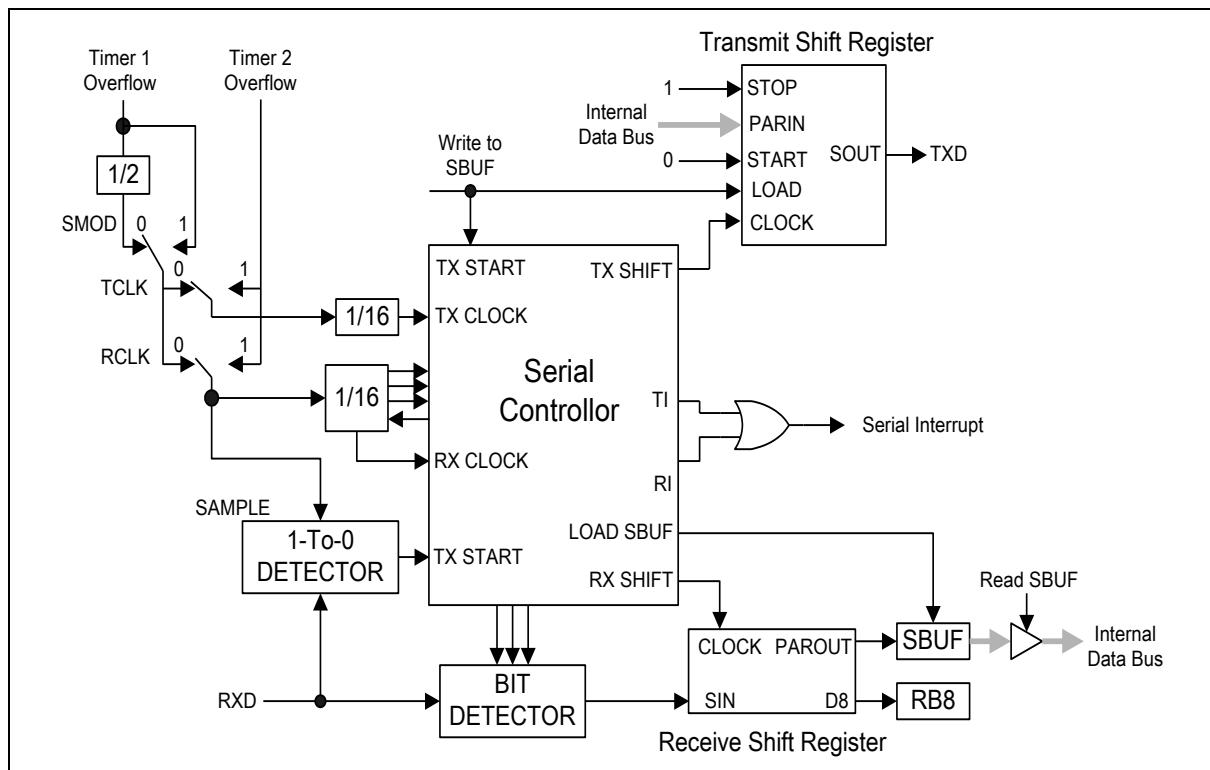 Timer 1
Overflow
Timer 2
Overflow
Transmit Shift Register
1
STOP
Internal
Data Bus
PARIN
0
START
SOUT
TXD
Write to
SBUF
LOAD
CLOCK
1/2
SMOD
0
1
TX START
TX SHIFT
TCLK
0
1
1/16
TX CLOCK
RCLK
0
1
1/16
Serial
Controllor
TI
Serial Interrupt
RX CLOCK
RI
SAMPLE
1-To-0
DETECTOR
TX START
LOAD SBUF
RX SHIFT
Read SBUF
CLOCK
PAROUT
SBUF
Internal
Data Bus
RXD
BIT
DETECTOR
SIN
D8
RB8
Receive Shift Register